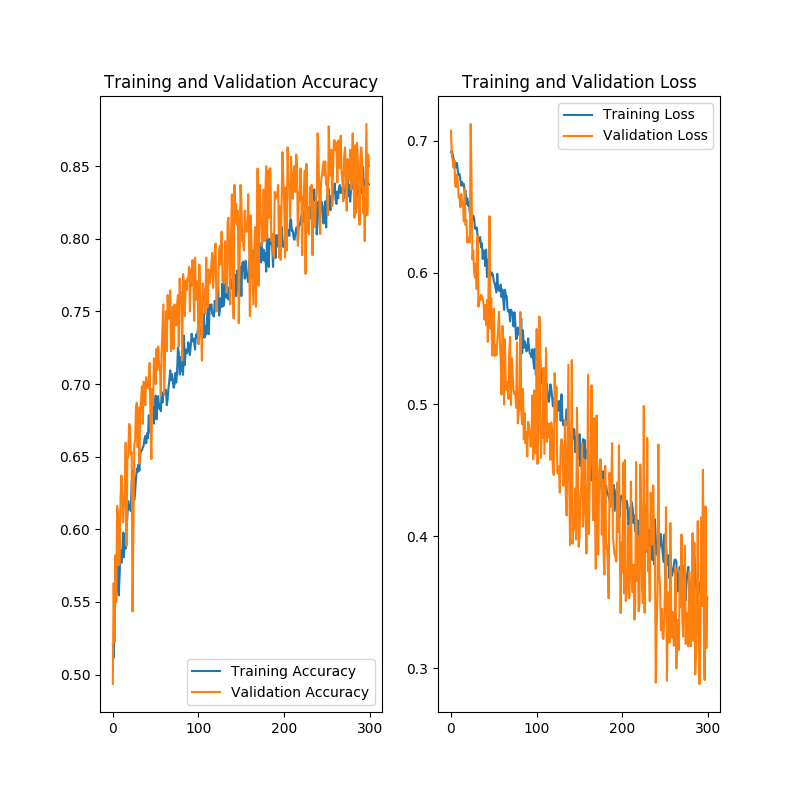 Training and Validation Accuracy
0.85
0.80
0.75
0.70
0.65
0.60
0.55
0.50
Training Accuracy
Validation Accuracy
0 100 200 300
Training and Validation Loss
Training Loss
Validation Loss
0.7
0.6
0.5
0.4
0.3
0 100 200 300